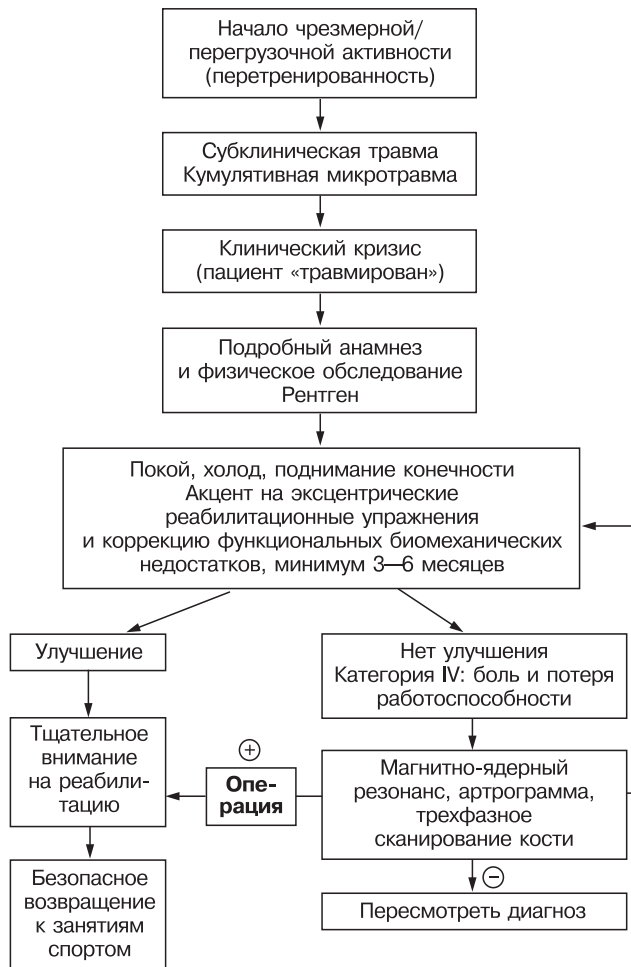 Начало чрезмерной/
перегрузочной активности
(перетренированность)
Субклиническая травма
Кумулятивная микротравма
Клинический кризис
(пациент «травмирован»)
Подробный анамнез
и физическое обследование
Рентген
Покой, холод, поднимание конечности
Акцент на эксцентрические
реабилитационные упражнения
и коррекцию функциональных биомеханических
недостатков, минимум 3—6 месяцев
Улучшение
Нет улучшения
Категория IV: боль и потеря
работоспособности
Тщательное
внимание
на реабили-
тацию
+
Опе-
рация
Магнитно-ядерный
резонанс, артрограмма,
трехфазное
сканирование кости
−
Безопасное
возвращение
к занятиям
спортом
Пересмотреть диагноз